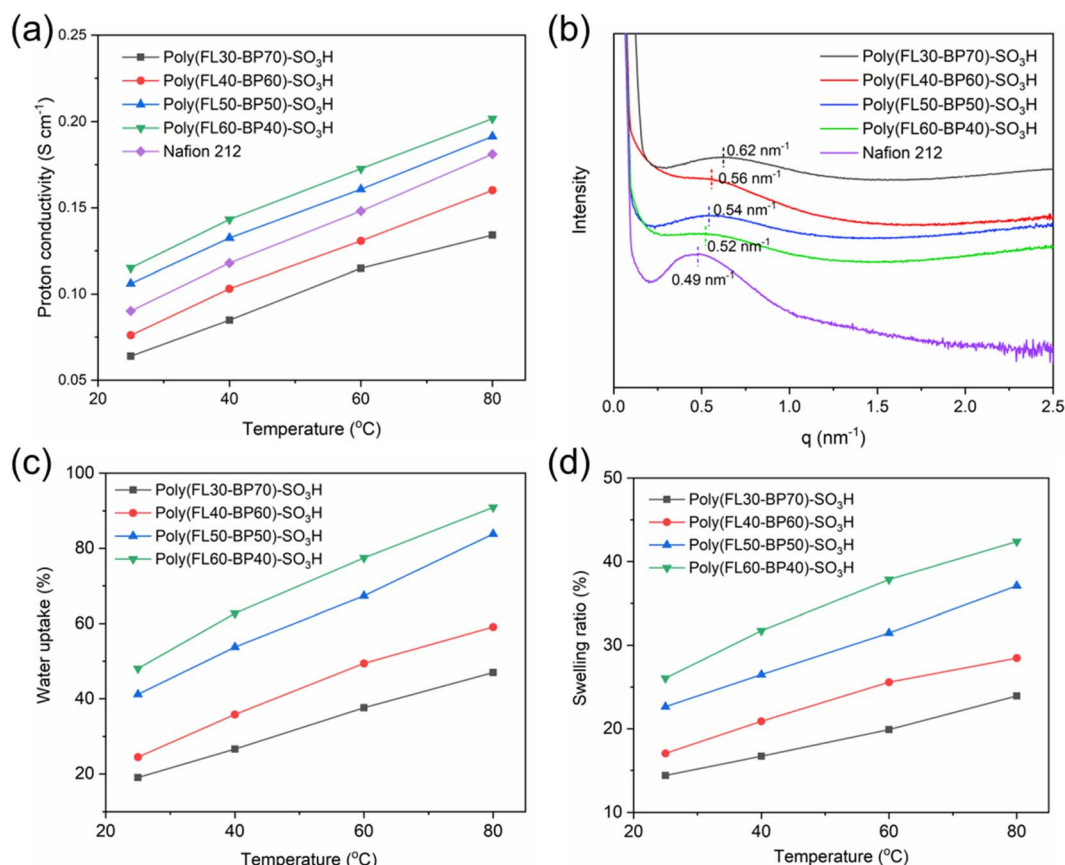 (a)
0.25
0.20
0.15
0.10
0.05
Proton conductivity (S cm⁻¹)
Poly(FL30-BP70)-SO₃H
Poly(FL40-BP60)-SO₃H
Poly(FL50-BP50)-SO₃H
Poly(FL60-BP40)-SO₃H
Nafion 212
20 40 60 80
Temperature (°C)
(b)
Intensity
Poly(FL30-BP70)-SO₃H
Poly(FL40-BP60)-SO₃H
Poly(FL50-BP50)-SO₃H
Poly(FL60-BP40)-SO₃H
Nafion 212
0.62 nm⁻¹
0.56 nm⁻¹
0.54 nm⁻¹
0.52 nm⁻¹
0.49 nm⁻¹
0.0 0.5 1.0 1.5 2.0 2.5
q (nm⁻¹)
(c)
100
80
60
40
20
Water uptake (%)
Poly(FL30-BP70)-SO₃H
Poly(FL40-BP60)-SO₃H
Poly(FL50-BP50)-SO₃H
Poly(FL60-BP40)-SO₃H
20 40 60 80
Temperature (°C)
(d)
50
40
30
20
10
Swelling ratio (%)
Poly(FL30-BP70)-SO₃H
Poly(FL40-BP60)-SO₃H
Poly(FL50-BP50)-SO₃H
Poly(FL60-BP40)-SO₃H
20 40 60 80
Temperature (°C)